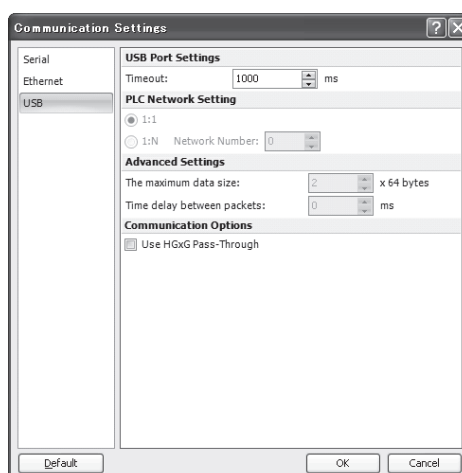 Communication Settings
Serial
Ethernet
USB
USB Port Settings
Timeout: 1000 ms
PLC Network Setting
1:1
1:N Network Number: 0
Advanced Settings
The maximum data size: 2 x 64 bytes
Time delay between packets: 0 ms
Communication Options
Use HGxG Pass-Through
Default OK Cancel